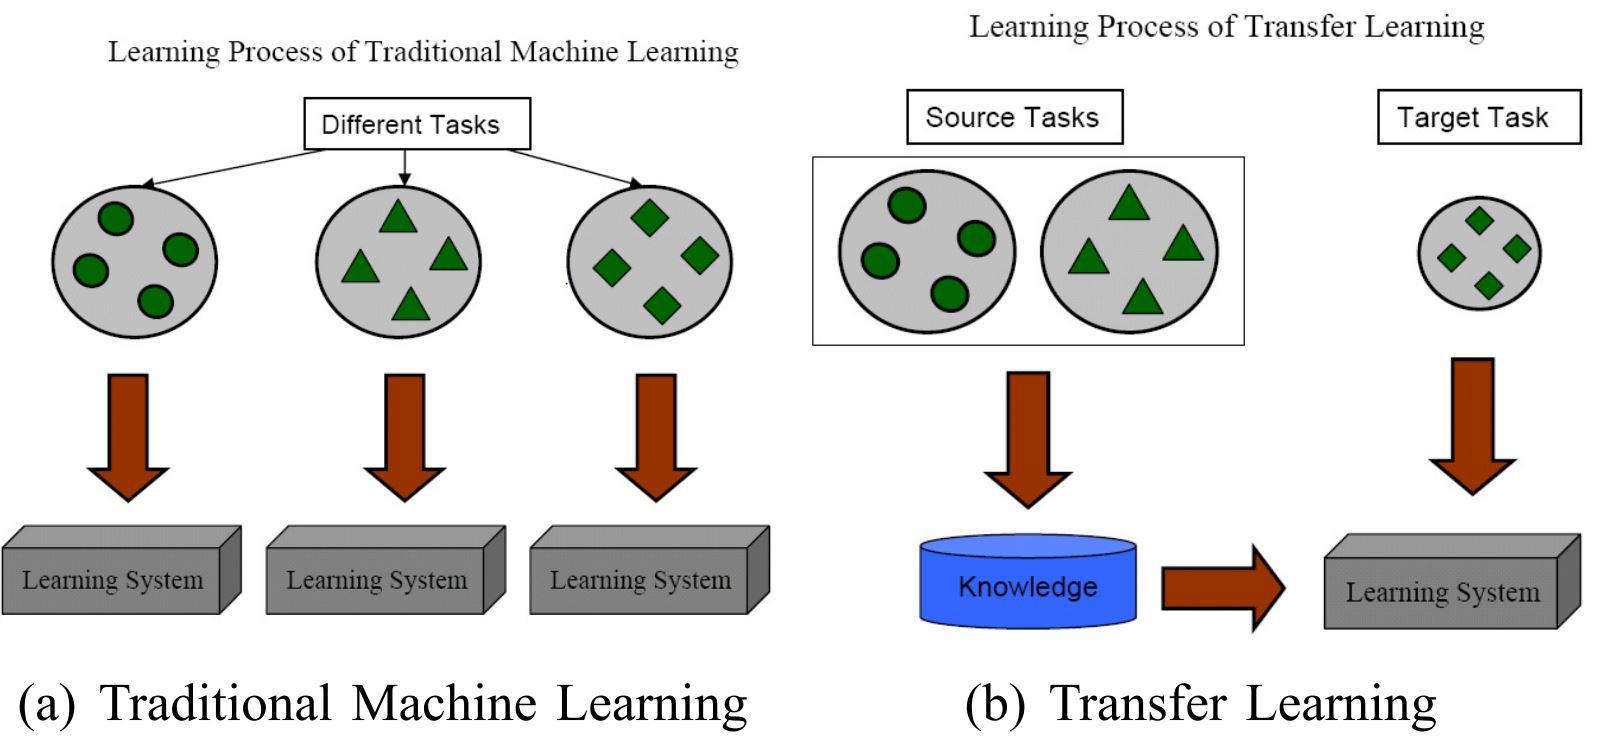 Learning Process of Traditional Machine Learning
Different Tasks
Learning System
Learning System
Learning System
(a) Traditional Machine Learning
Learning Process of Transfer Learning
Source Tasks
Target Task
Knowledge
Learning System
(b) Transfer Learning